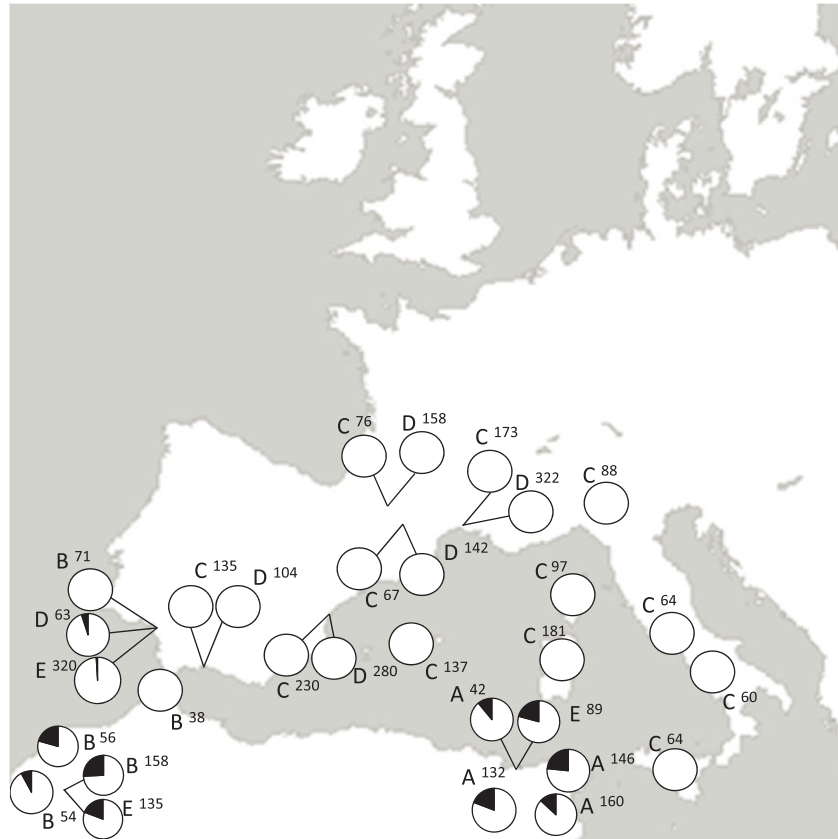 C 76
D 158
C 173
D 322
C 88
B 71
C 135
D 104
D 142
C 67
C 97
D 63
C 64
E 320
C 181
C 230
D 280
C 137
B 38
A 42
E 89
C 60
B 56
B 158
A 132
A 146
C 64
B 54
E 135
A 160